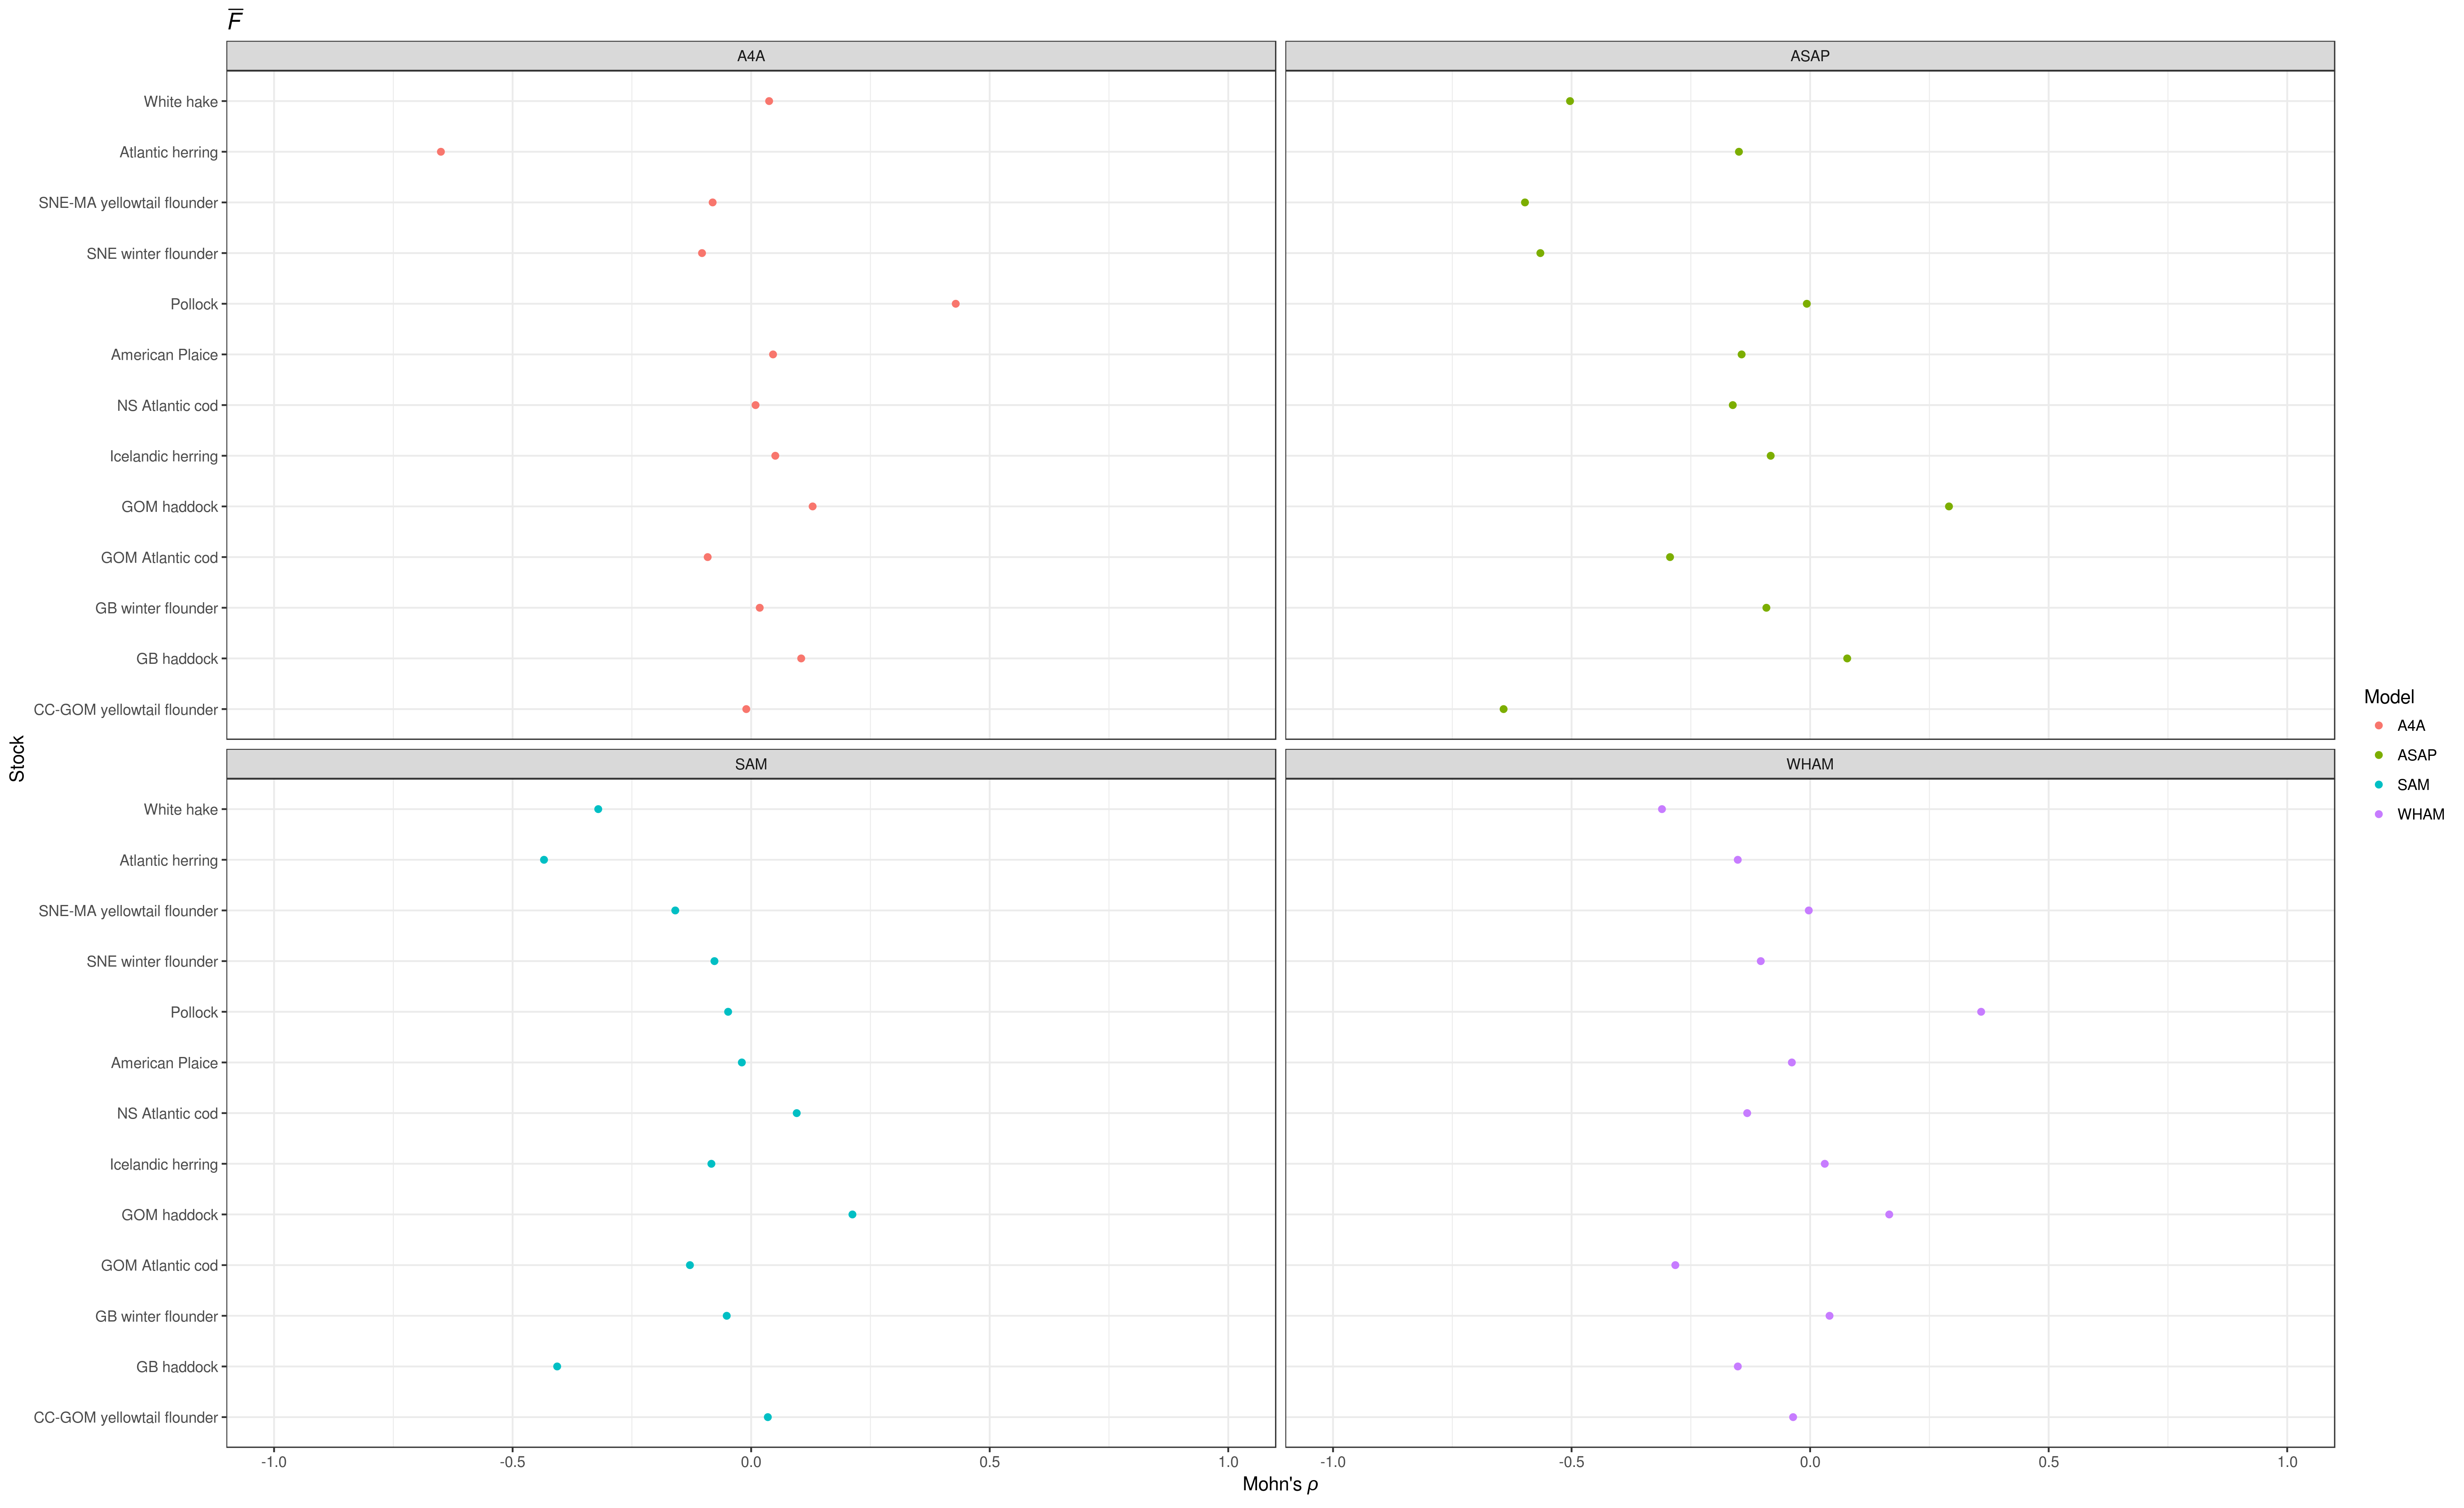 F̅
A4A
ASAP
White hake
Atlantic herring
SNE-MA yellowtail flounder
SNE winter flounder
Pollock
American Plaice
NS Atlantic cod
Icelandic herring
GOM haddock
GOM Atlantic cod
GB winter flounder
GB haddock
CC-GOM yellowtail flounder
SAM
WHAM
White hake
Atlantic herring
SNE-MA yellowtail flounder
SNE winter flounder
Pollock
American Plaice
NS Atlantic cod
Icelandic herring
GOM haddock
GOM Atlantic cod
GB winter flounder
GB haddock
CC-GOM yellowtail flounder
-1.0 -0.5 0.0 0.5 1.0
-1.0 -0.5 0.0 0.5 1.0
Mohn's ρ
Stock
Model
A4A
ASAP
SAM
WHAM